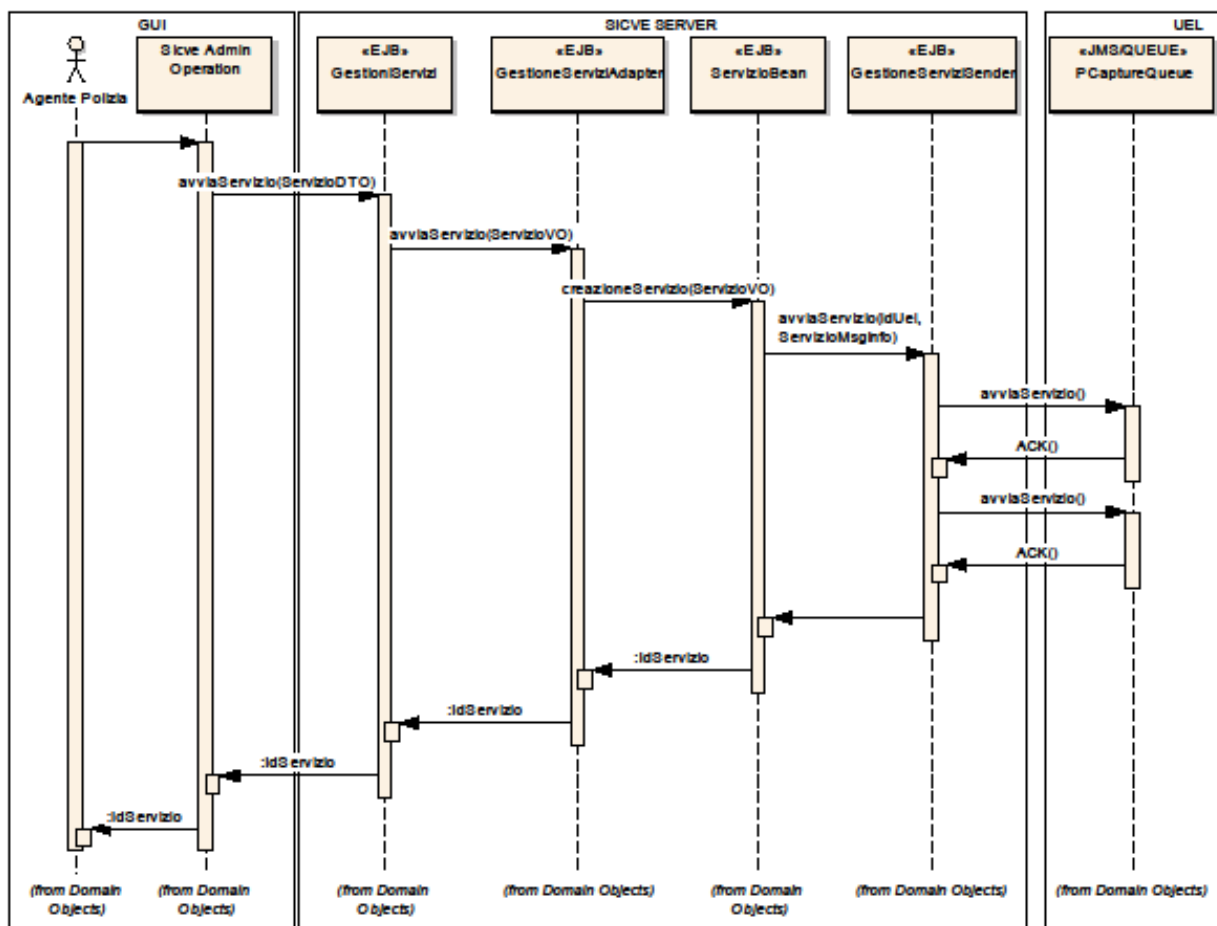 GUI
SICVE SERVER
UEL
Agente Polizia
Sicve Admin
Operation
«EJB»
GestioniServizi
«EJB»
GestioneServiziAdapter
«EJB»
ServizioBean
«EJB»
GestioneServiziSender
«JMS/QUEUE»
PCaptureQueue
avviaServizio(ServizioDTO)
avviaServizio(ServizioVO)
creazioneServizio(ServizioVO)
avviaServizio(idUel,
ServizioMsgInfo)
avviaServizio()
ACK()
avviaServizio()
ACK()
:idServizio
:idServizio
:idServizio
:idServizio
(from Domain
Objects)
(from Domain
Objects)
(from Domain
Objects)
(from Domain Objects)
(from Domain
Objects)
(from Domain Objects)
(from Domain Objects)